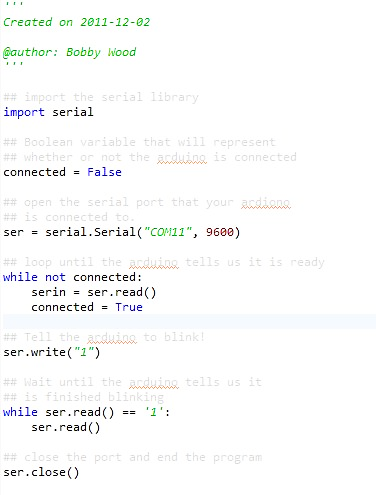 '''
Created on 2011-12-02

@author: Bobby Wood
'''

## import the serial library
import serial

## Boolean variable that will represent
## whether or not the arduino is connected
connected = False

## open the serial port that your ardiono
## is connected to.
ser = serial.Serial("COM11", 9600)

## loop until the arduino tells us it is ready
while not connected:
    serin = ser.read()
    connected = True

## Tell the arduino to blink!
ser.write("1")

## Wait until the arduino tells us it
## is finished blinking
while ser.read() == '1':
    ser.read()

## close the port and end the program
ser.close()